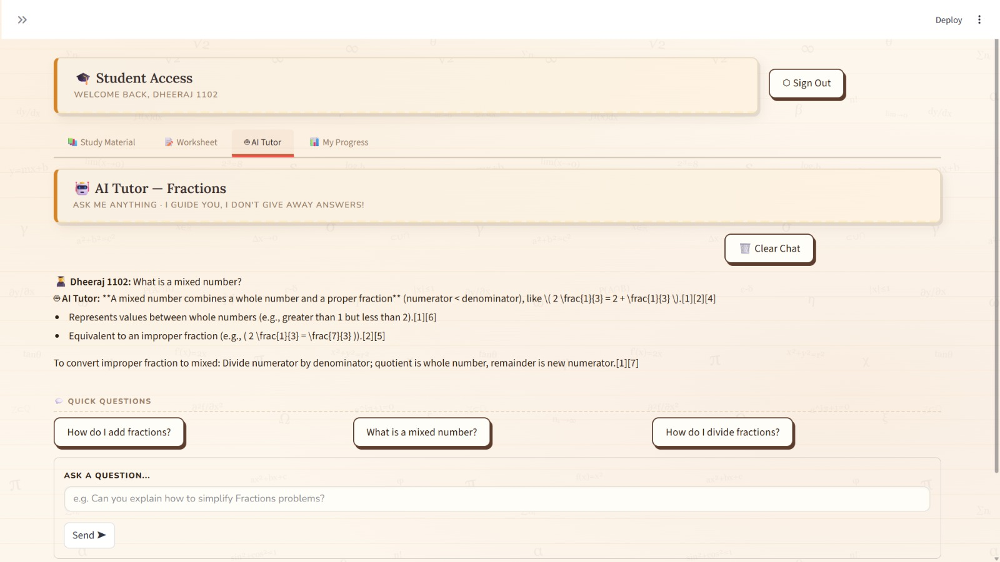 Deploy
Student Access
WELCOME BACK, DHEERAJ 1102
Sign Out
Study Material
Worksheet
AI Tutor
My Progress
AI Tutor — Fractions
ASK ME ANYTHING · I GUIDE YOU, I DON'T GIVE AWAY ANSWERS!
Clear Chat
Dheeraj 1102: What is a mixed number?
AI Tutor: **A mixed number combines a whole number and a proper fraction** (numerator < denominator), like \( 2 \frac{1}{3} = 2 + \frac{1}{3} \).[1][2][4]
• Represents values between whole numbers (e.g., greater than 1 but less than 2).[1][6]
• Equivalent to an improper fraction (e.g., ( 2 \frac{1}{3} = \frac{7}{3} )).[2][5]
To convert improper fraction to mixed: Divide numerator by denominator; quotient is whole number, remainder is new numerator.[1][7]
QUICK QUESTIONS
How do I add fractions?
What is a mixed number?
How do I divide fractions?
ASK A QUESTION...
e.g. Can you explain how to simplify Fractions problems?
Send ➤